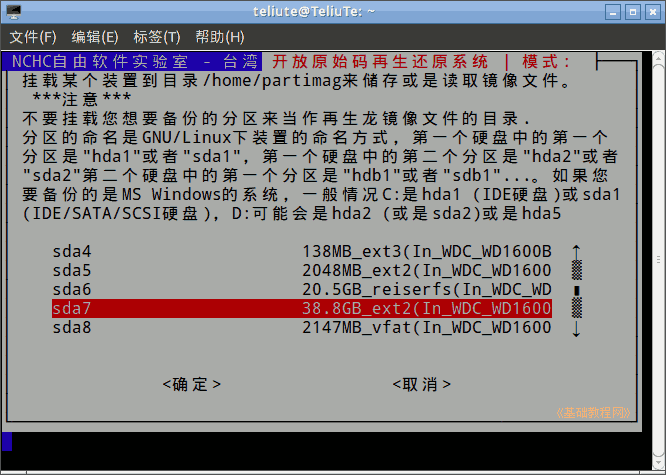 teliute@TeliuTe: ~
文件(F) 编辑(E) 标签(T) 帮助(H)
NCHC自由软件实验室 - 台湾 开放原始码再生还原系统 | 模式:
挂载某个装置到目录/home/partimag来储存或是读取镜像文件。
***注意***
不要挂载您想要备份的分区来当作再生龙镜像文件的目录.
分区的命名是GNU/Linux下装置的命名方式, 第一个硬盘中的第一个
分区是"hda1"或者"sda1", 第一个硬盘中的第二个分区是"hda2"或者
"sda2"第二个硬盘中的第一个分区是"hdb1"或者"sdb1"...。如果您
要备份的是MS Windows的系统, 一般情况C:是hda1 (IDE硬盘)或sda1
(IDE/SATA/SCSI硬盘), D:可能会是hda2 (或是sda2)或是hda5
sda4 138MB_ext3(In_WDC_WD1600B
sda5 2048MB_ext2(In_WDC_WD1600
sda6 20.5GB_reiserfs(In_WDC_WD
sda7 38.8GB_ext2(In_WDC_WD1600
sda8 2147MB_vfat(In_WDC_WD1600
<确定> <取消>
《基础教程网》